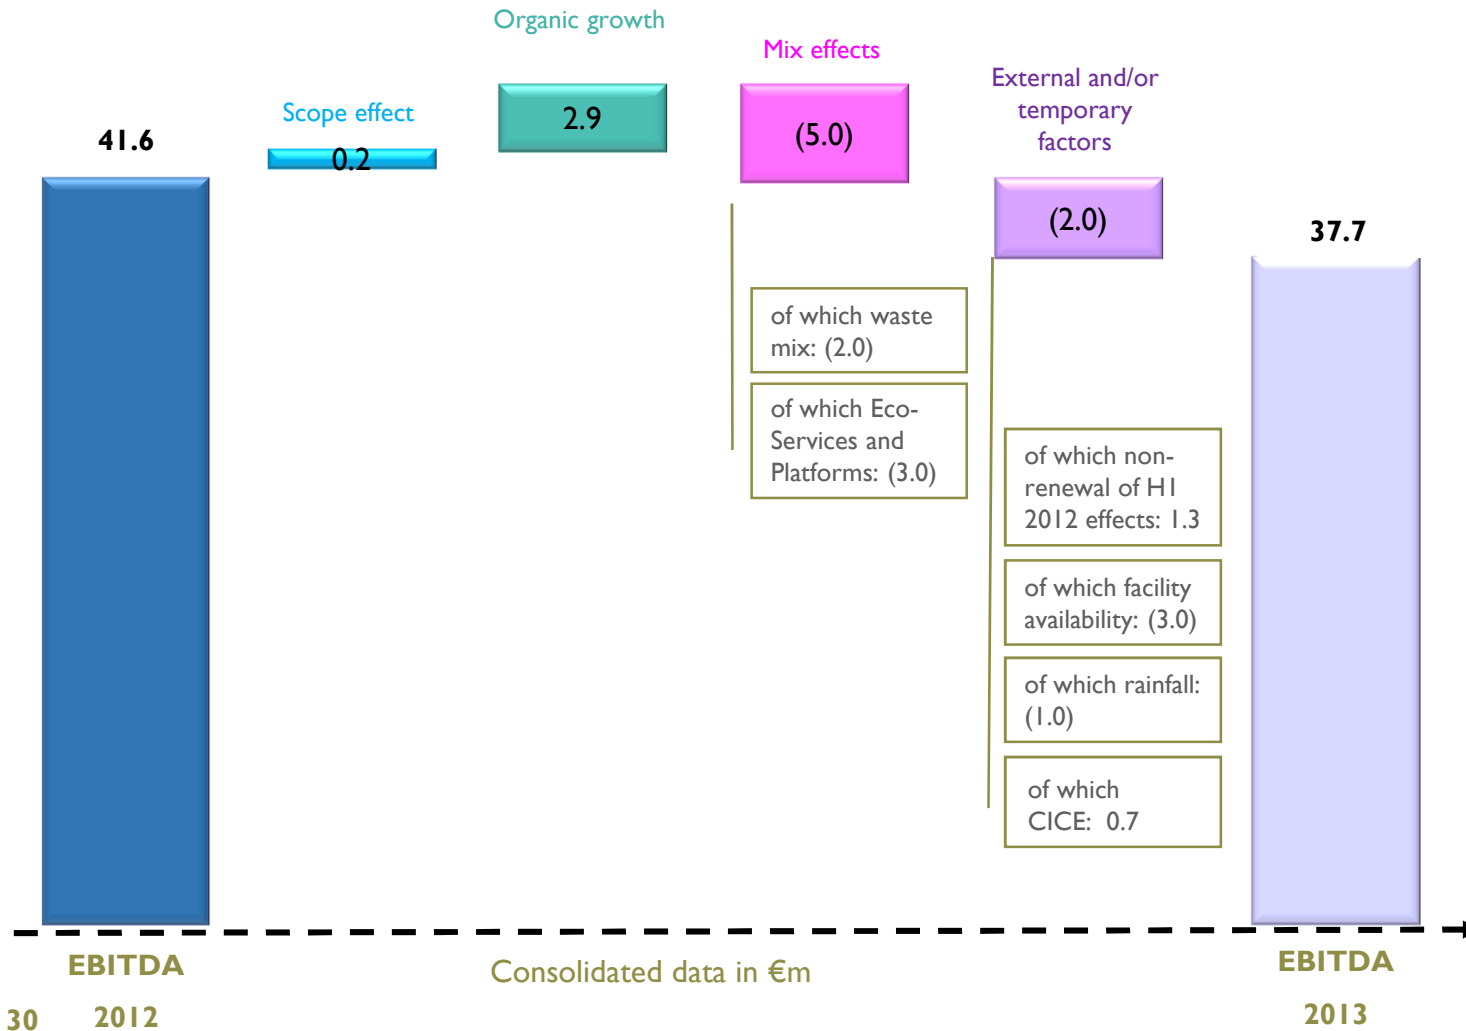 Organic growth
2.9
Mix effects
(5.0)
External and/or
temporary
factors
(2.0)
Scope effect
0.2
41.6
37.7
of which waste
mix: (2.0)
of which Eco-
Services and
Platforms: (3.0)
of which non-
renewal of H1
2012 effects: 1.3
of which facility
availability: (3.0)
of which rainfall:
(1.0)
of which
CICE: 0.7
EBITDA
2012
Consolidated data in €m
EBITDA
2013
30